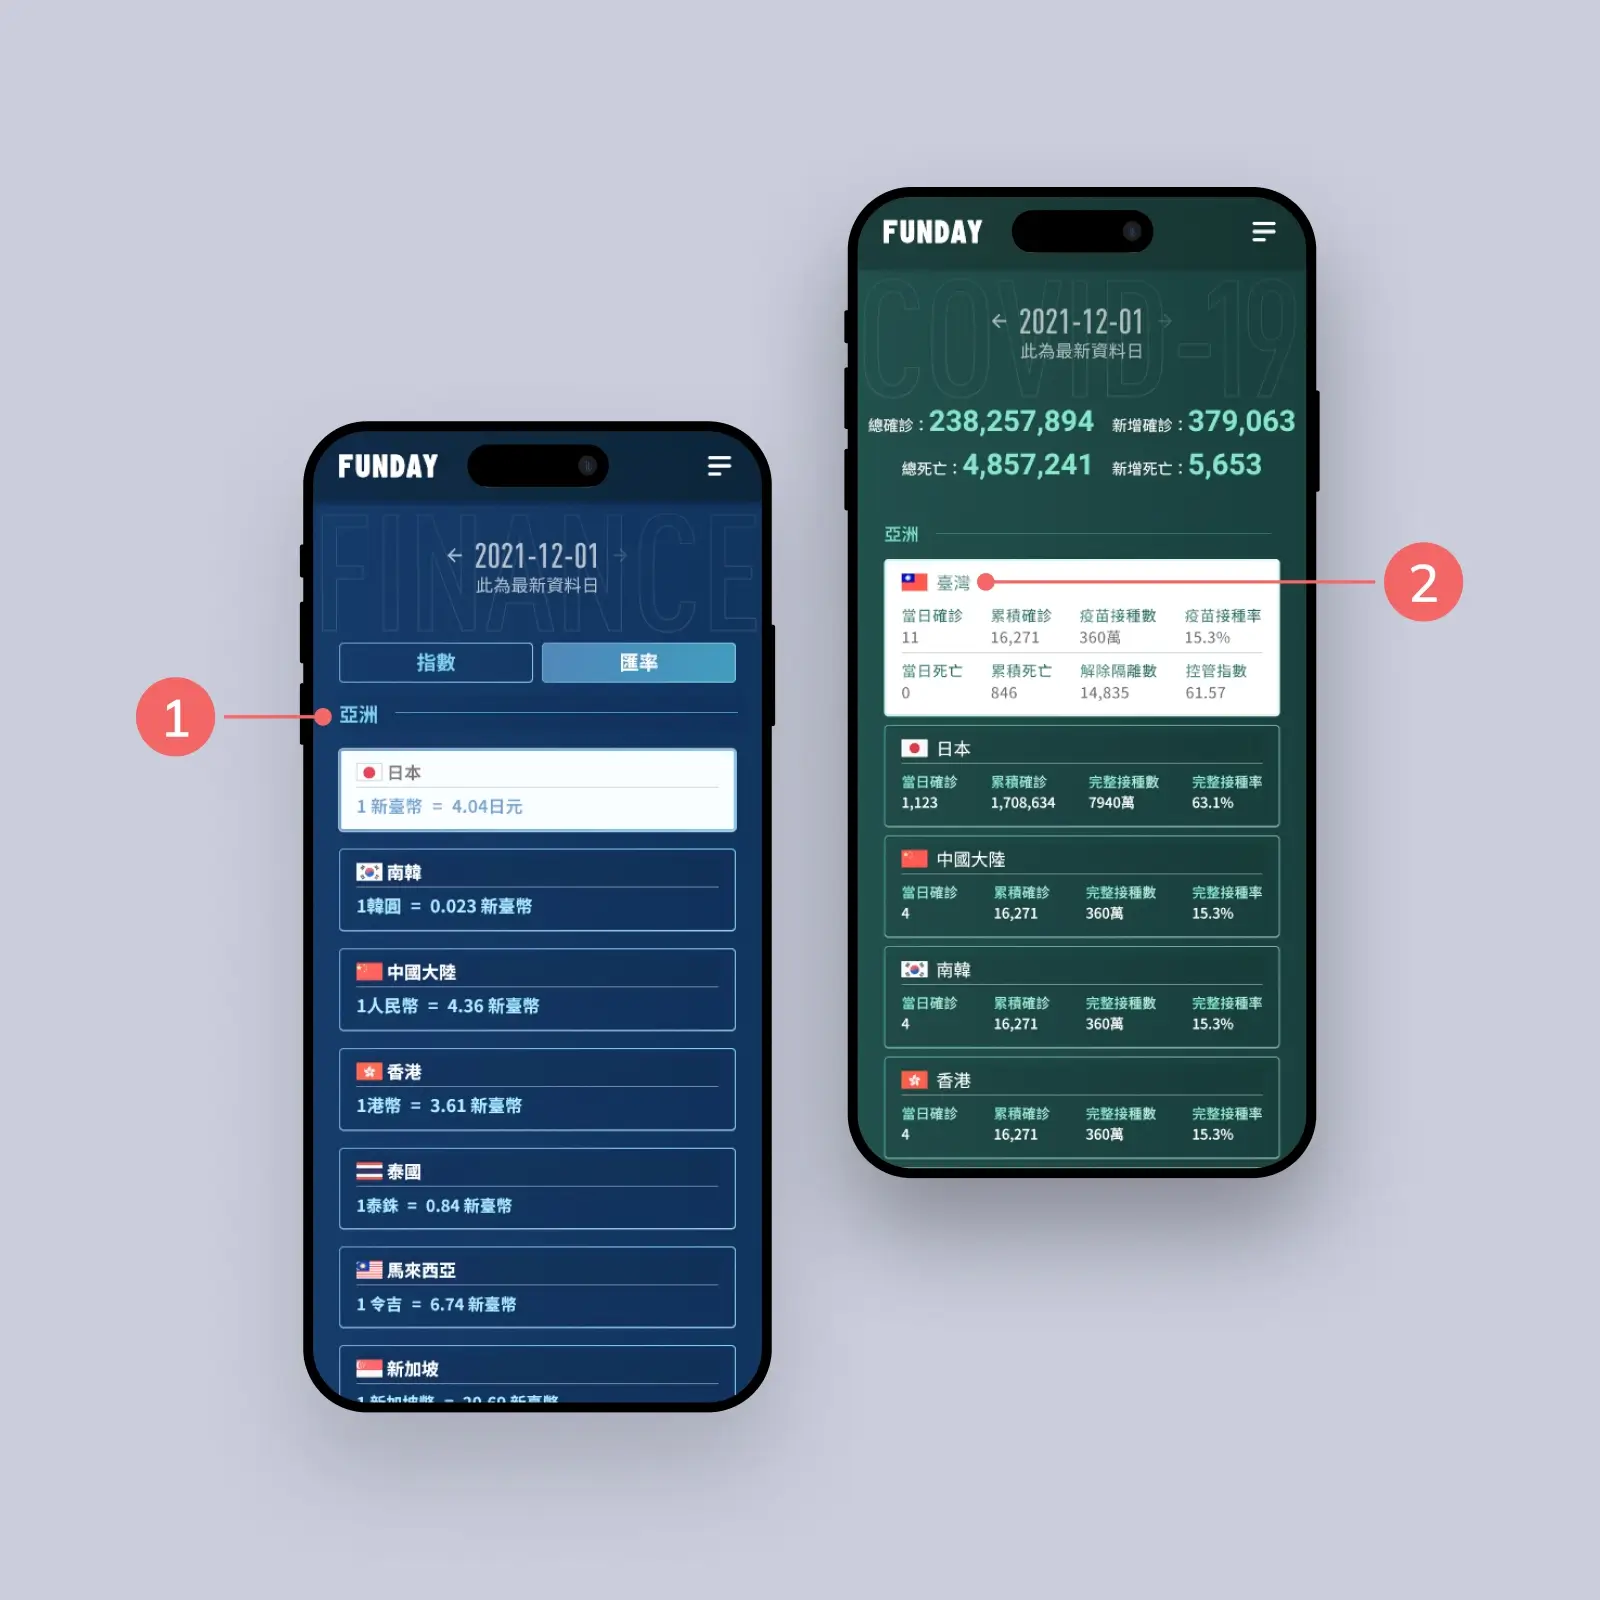 FUNDAY
FINANCE
← 2021-12-01 →
此為最新資料日
指數 匯率
1
亞洲
日本
1 新臺幣 = 4.04日元
南韓
1韓圓 = 0.023 新臺幣
中國大陸
1人民幣 = 4.36 新臺幣
香港
1港幣 = 3.61 新臺幣
泰國
1泰銖 = 0.84 新臺幣
馬來西亞
1 令吉 = 6.74 新臺幣
新加坡
1 新加坡幣 = 20.69 新臺幣
FUNDAY
COVID-19
← 2021-12-01 →
此為最新資料日
總確診：238,257,894 新增確診：379,063
總死亡：4,857,241 新增死亡：5,653
亞洲
臺灣
2
當日確診 累積確診 疫苗接種數 疫苗接種率
11 16,271 360萬 15.3%
當日死亡 累積死亡 解除隔離數 控管指數
0 846 14,835 61.57
日本
當日確診 累積確診 完整接種數 完整接種率
1,123 1,708,634 7940萬 63.1%
中國大陸
當日確診 累積確診 完整接種數 完整接種率
4 16,271 360萬 15.3%
南韓
當日確診 累積確診 完整接種數 完整接種率
4 16,271 360萬 15.3%
香港
當日確診 累積確診 完整接種數 完整接種率
4 16,271 360萬 15.3%